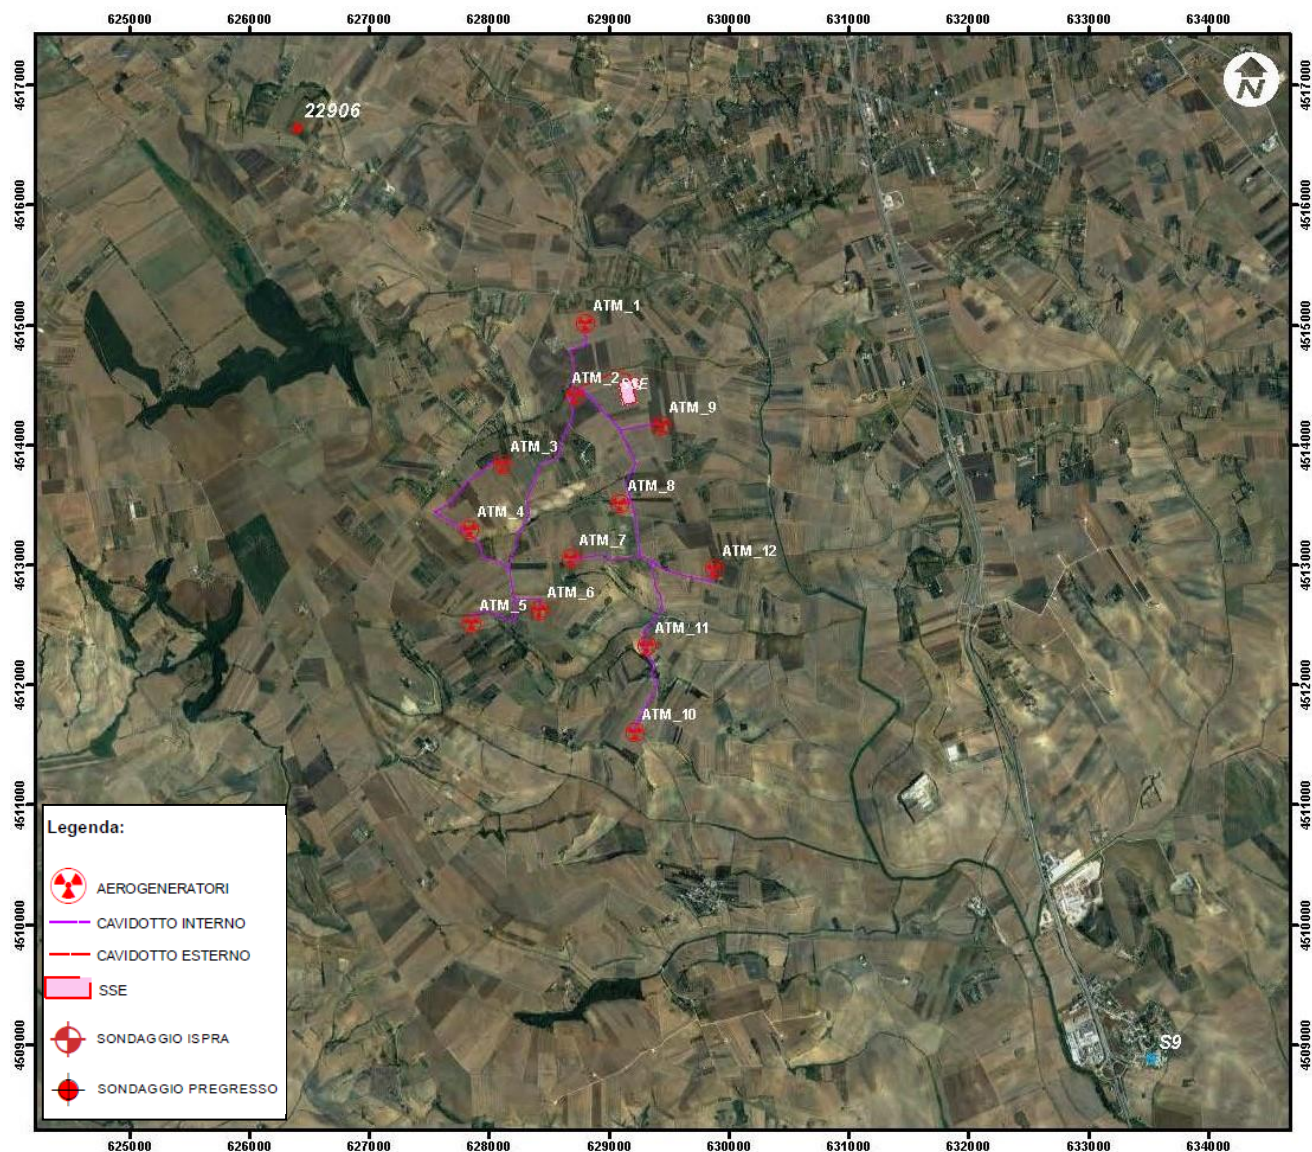 625000 626000 627000 628000 629000 630000 631000 632000 633000 634000
4517000 4517000
N
22906
4516000 4516000
ATM_1
4515000 4515000
ATM_2
SSE
ATM_9
4514000 4514000
ATM_3
ATM_8
ATM_4
ATM_7
ATM_12
4513000 4513000
ATM_6
ATM_5
ATM_11
4512000 4512000
ATM_10
4511000 4511000
Legenda:
AEROGENERATORI
CAVIDOTTO INTERNO
4510000 4510000
CAVIDOTTO ESTERNO
SSE
SONDAGGIO ISPRA
4509000 4509000
S9
SONDAGGIO PREGRESSO
625000 626000 627000 628000 629000 630000 631000 632000 633000 634000